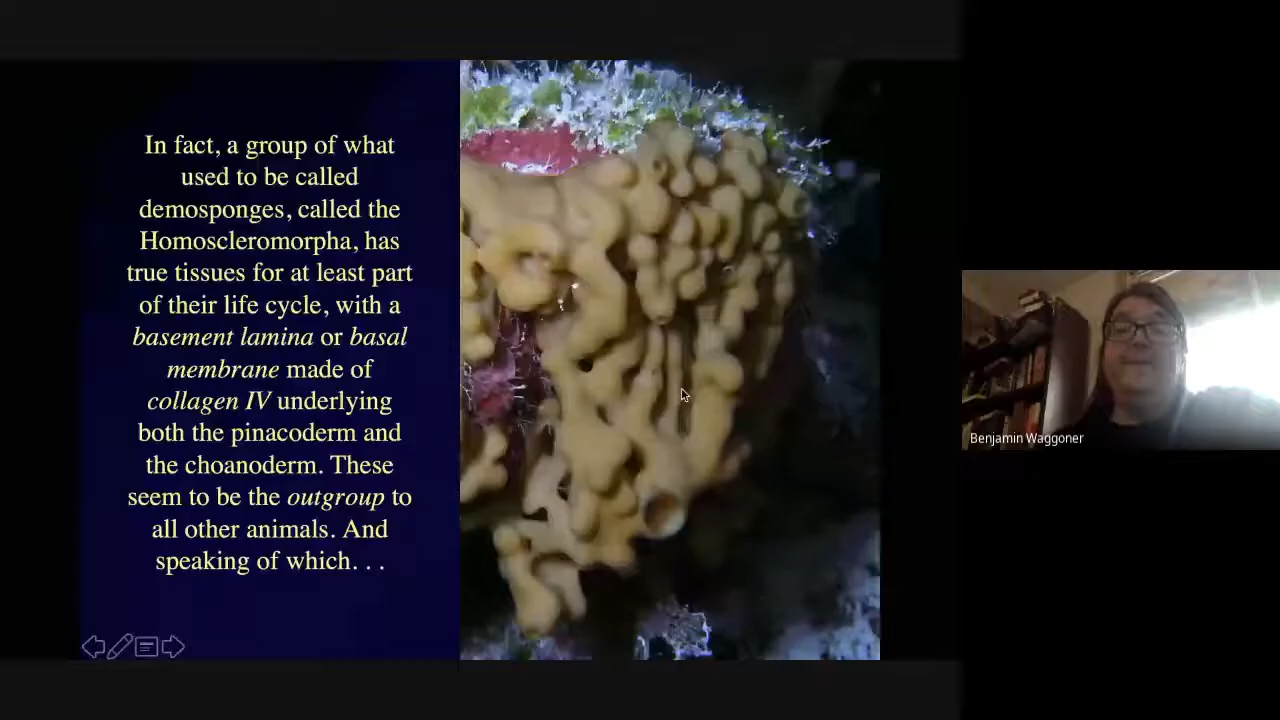 In fact, a group of what
used to be called
demosponges, called the
Homoscleromorpha, has
true tissues for at least part
of their life cycle, with a
basement lamina or basal
membrane made of
collagen IV underlying
both the pinacoderm and
the choanoderm. These
seem to be the outgroup to
all other animals. And
speaking of which. . .
Benjamin Waggoner